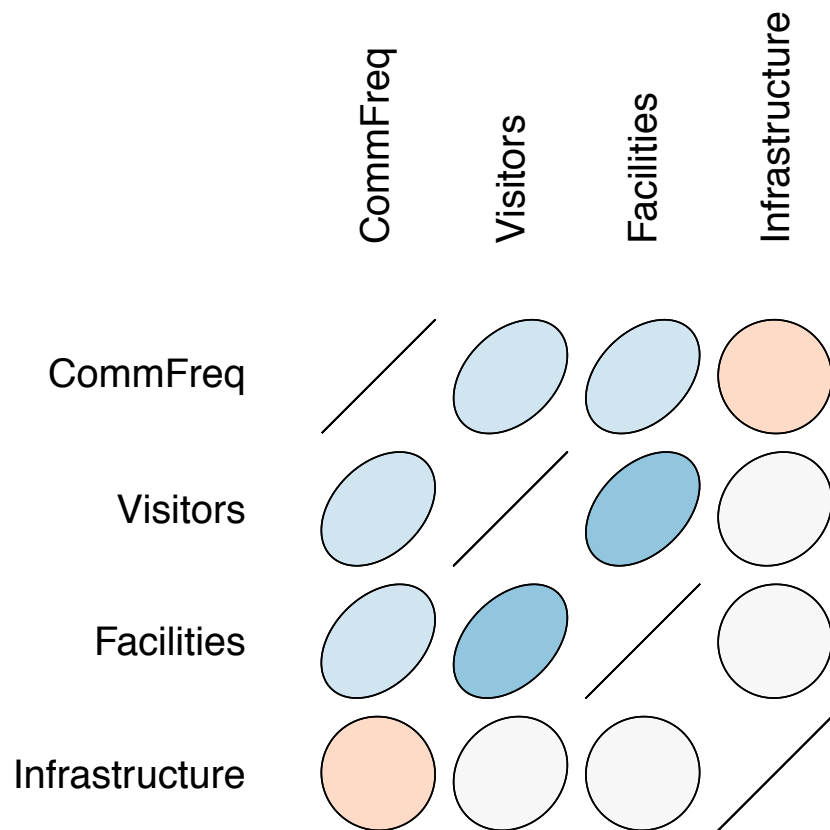 CommFreq
Visitors
Facilities
Infrastructure
CommFreq
Visitors
Facilities
Infrastructure